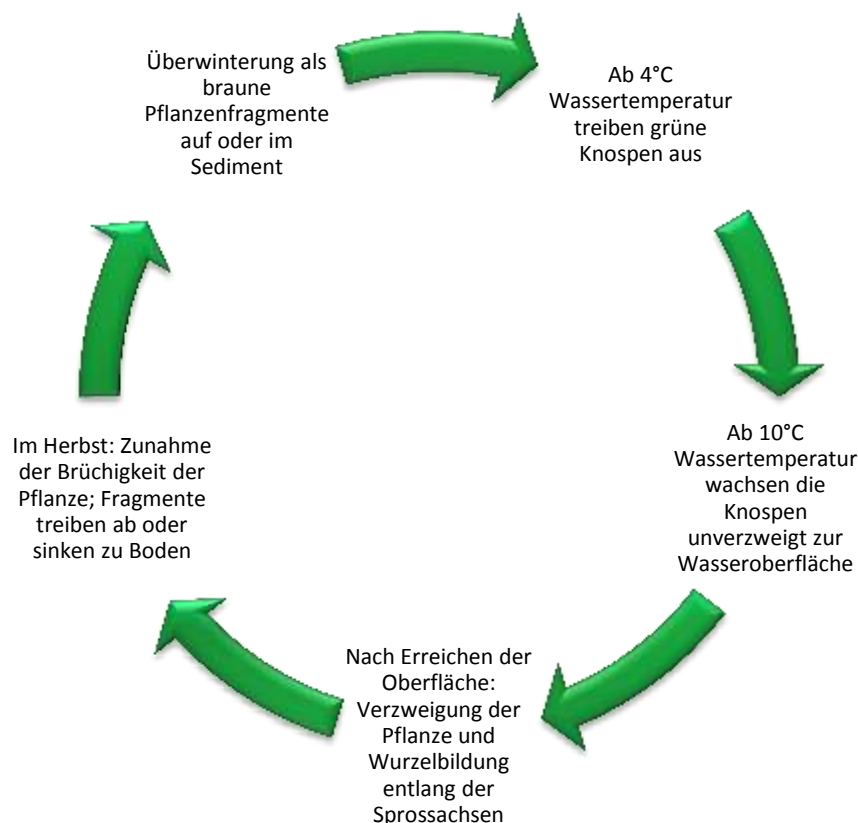 Überwinterung als
braune
Pflanzenfragmente
auf oder im
Sediment
Ab 4°C
Wassertemperatur
treiben grüne
Knospen aus
Ab 10°C
Wassertemperatur
wachsen die
Knospen
unverzweigt zur
Wasseroberfläche
Nach Erreichen der
Oberfläche:
Verzweigung der
Pflanze und
Wurzelbildung
entlang der
Sprossachsen
Im Herbst: Zunahme
der Brüchigkeit der
Pflanze; Fragmente
treiben ab oder
sinken zu Boden